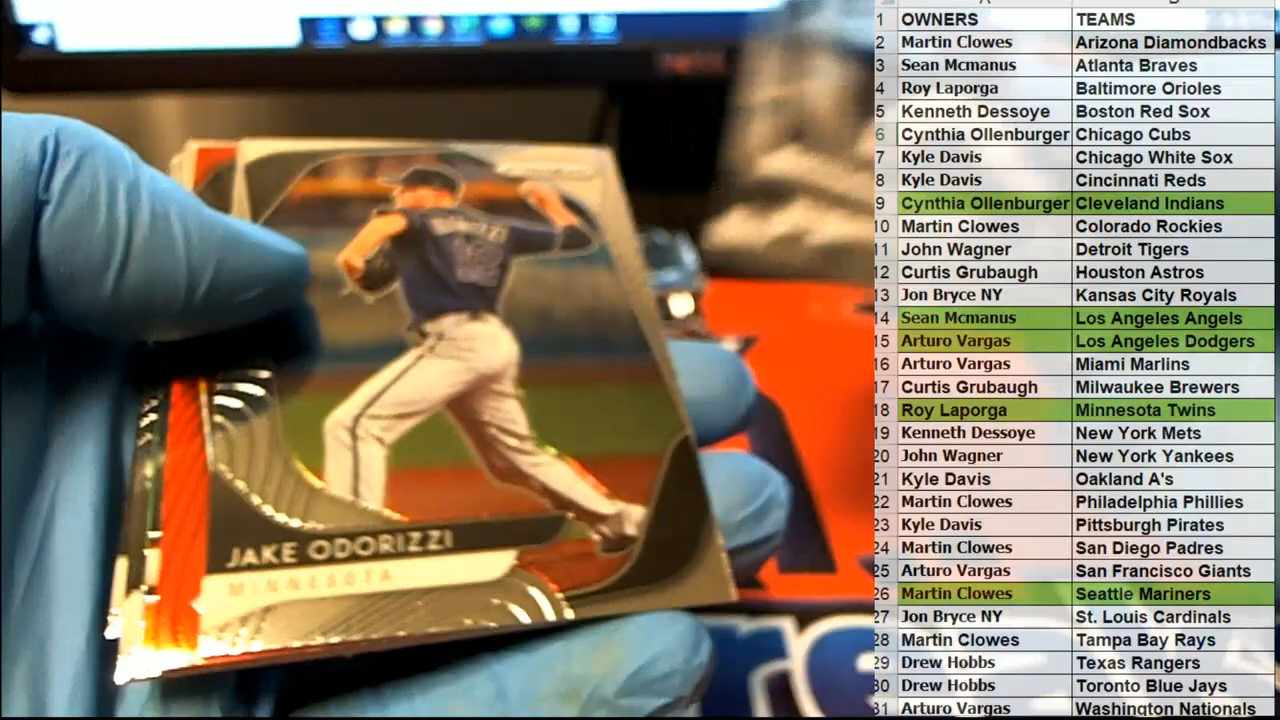 JAKE ODORIZZI
MINNESOTA
1 OWNERS TEAMS
2 Martin Clowes Arizona Diamondbacks
3 Sean Mcmanus Atlanta Braves
4 Roy Laporga Baltimore Orioles
5 Kenneth Dessoye Boston Red Sox
6 Cynthia Ollenburger Chicago Cubs
7 Kyle Davis Chicago White Sox
8 Kyle Davis Cincinnati Reds
9 Cynthia Ollenburger Cleveland Indians
10 Martin Clowes Colorado Rockies
11 John Wagner Detroit Tigers
12 Curtis Grubaugh Houston Astros
13 Jon Bryce NY Kansas City Royals
14 Sean Mcmanus Los Angeles Angels
15 Arturo Vargas Los Angeles Dodgers
16 Arturo Vargas Miami Marlins
17 Curtis Grubaugh Milwaukee Brewers
18 Roy Laporga Minnesota Twins
19 Kenneth Dessoye New York Mets
20 John Wagner New York Yankees
21 Kyle Davis Oakland A's
22 Martin Clowes Philadelphia Phillies
23 Kyle Davis Pittsburgh Pirates
24 Martin Clowes San Diego Padres
25 Arturo Vargas San Francisco Giants
26 Martin Clowes Seattle Mariners
27 Jon Bryce NY St. Louis Cardinals
28 Martin Clowes Tampa Bay Rays
29 Drew Hobbs Texas Rangers
30 Drew Hobbs Toronto Blue Jays
31 Arturo Vargas Washington Nationals